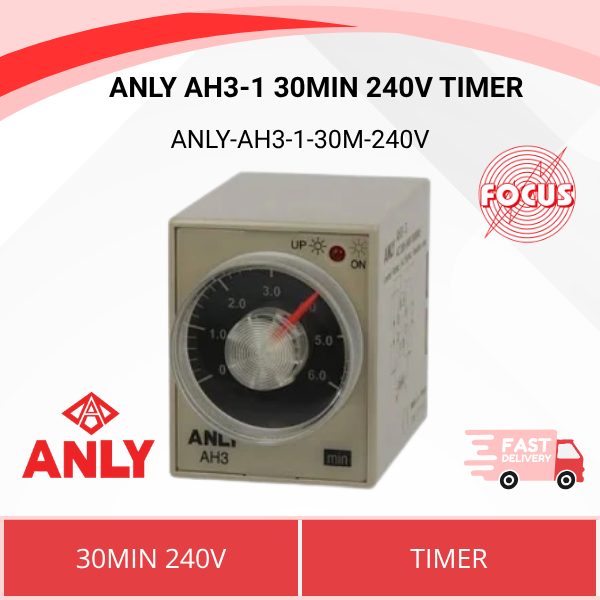 ANLY AH3-1 30MIN 240V TIMER
ANLY-AH3-1-30M-240V
FOCUS
UP
ON
3.0
2.0
1.0
5.0
0
6.0
ANLY
AH3
min
ANLY
FAST
DELIVERY
30MIN 240V
TIMER